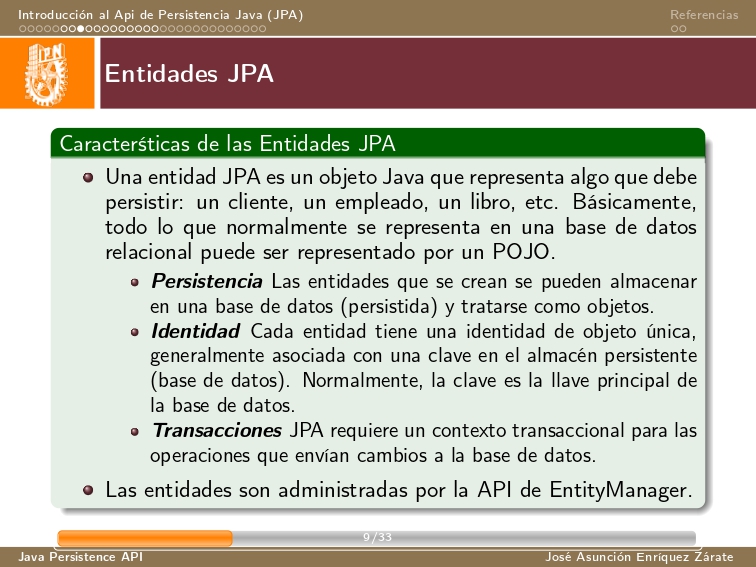 Introducción al Api de Persistencia Java (JPA)
Referencias
IPN
Entidades JPA
Caracterśticas de las Entidades JPA
Una entidad JPA es un objeto Java que representa algo que debe
persistir: un cliente, un empleado, un libro, etc. Básicamente,
todo lo que normalmente se representa en una base de datos
relacional puede ser representado por un POJO.
Persistencia Las entidades que se crean se pueden almacenar
en una base de datos (persistida) y tratarse como objetos.
Identidad Cada entidad tiene una identidad de objeto única,
generalmente asociada con una clave en el almacén persistente
(base de datos). Normalmente, la clave es la llave principal de
la base de datos.
Transacciones JPA requiere un contexto transaccional para las
operaciones que envían cambios a la base de datos.
Las entidades son administradas por la API de EntityManager.
9/33
Java Persistence API
José Asunción Enríquez Zárate